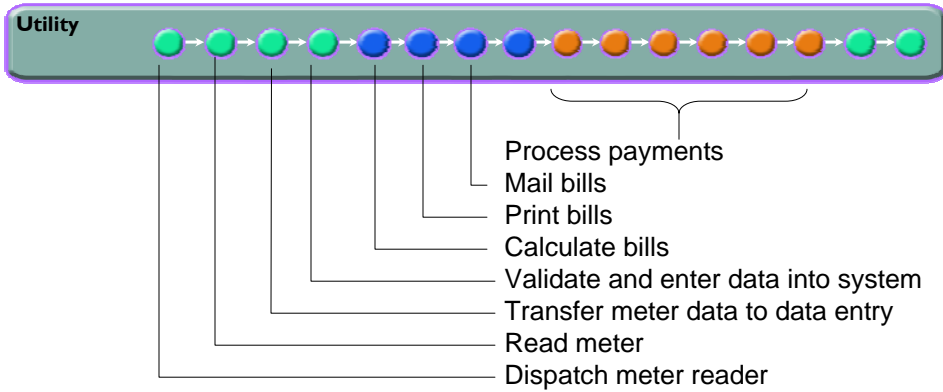 Utility
Process payments
Mail bills
Print bills
Calculate bills
Validate and enter data into system
Transfer meter data to data entry
Read meter
Dispatch meter reader